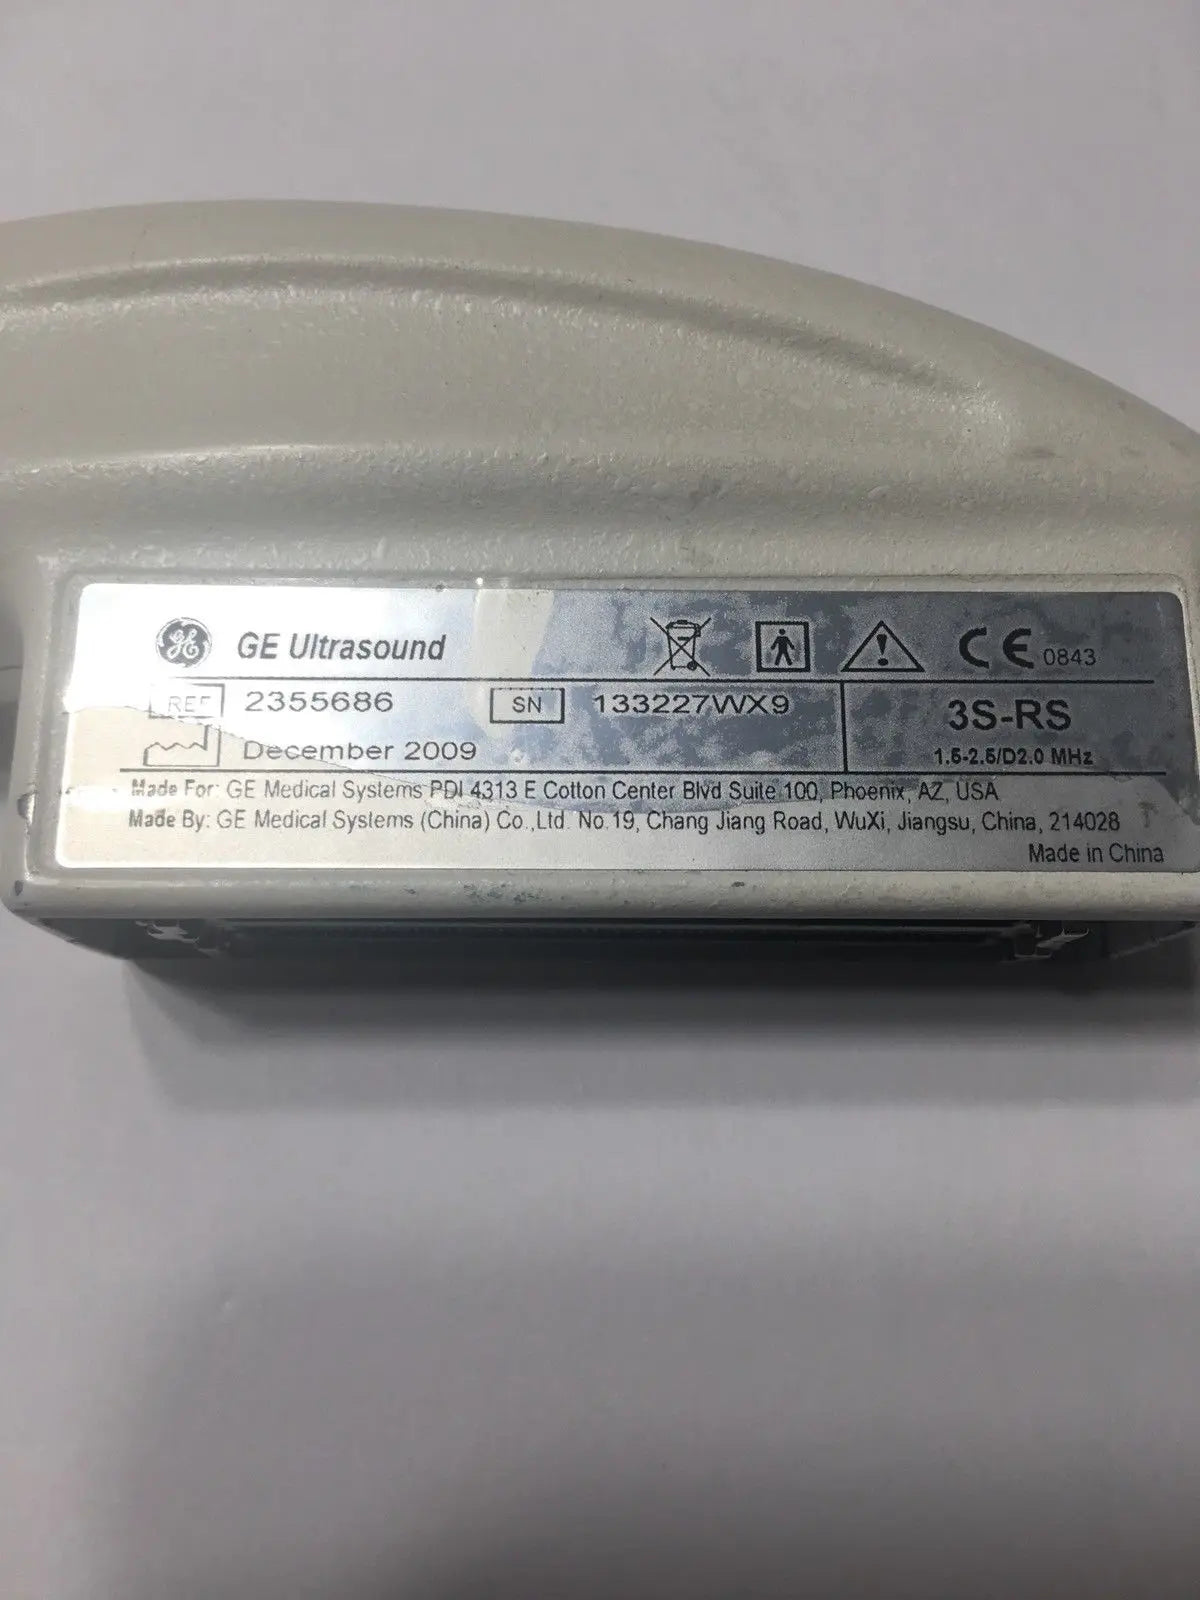 GE GE Ultrasound CE 0843
REF 2355686 SN 133227WX9 3S-RS
December 2009 1.5-2.5/D2.0 MHz
Made For: GE Medical Systems PDI 4313 E Cotton Center Blvd Suite 100, Phoenix, AZ, USA
Made By: GE Medical Systems (China) Co.,Ltd. No.19, Chang Jiang Road, WuXi, Jiangsu, China, 214028
Made in China